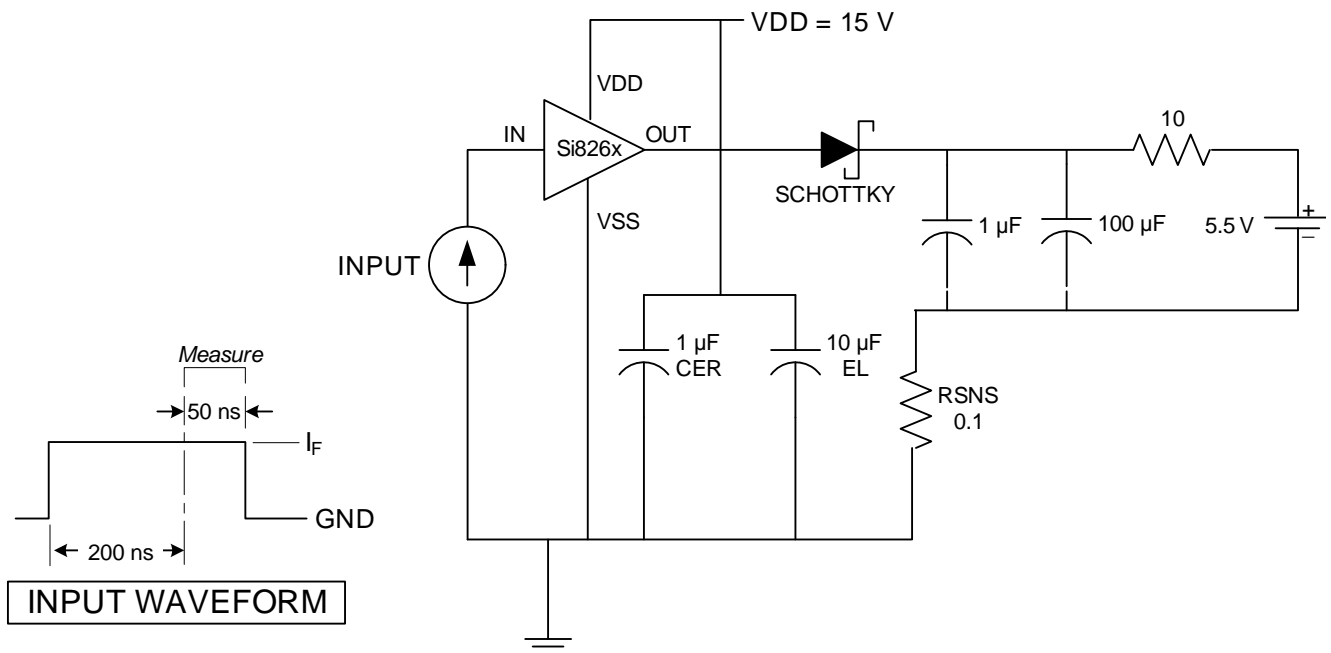 VDD = 15 V
VDD
IN
Si826x
OUT
VSS
SCHOTTKY
10
1 µF
100 µF
5.5 V
+
–
INPUT
1 µF
CER
10 µF
EL
RSNS
0.1
Measure
50 ns
IF
GND
200 ns
INPUT WAVEFORM